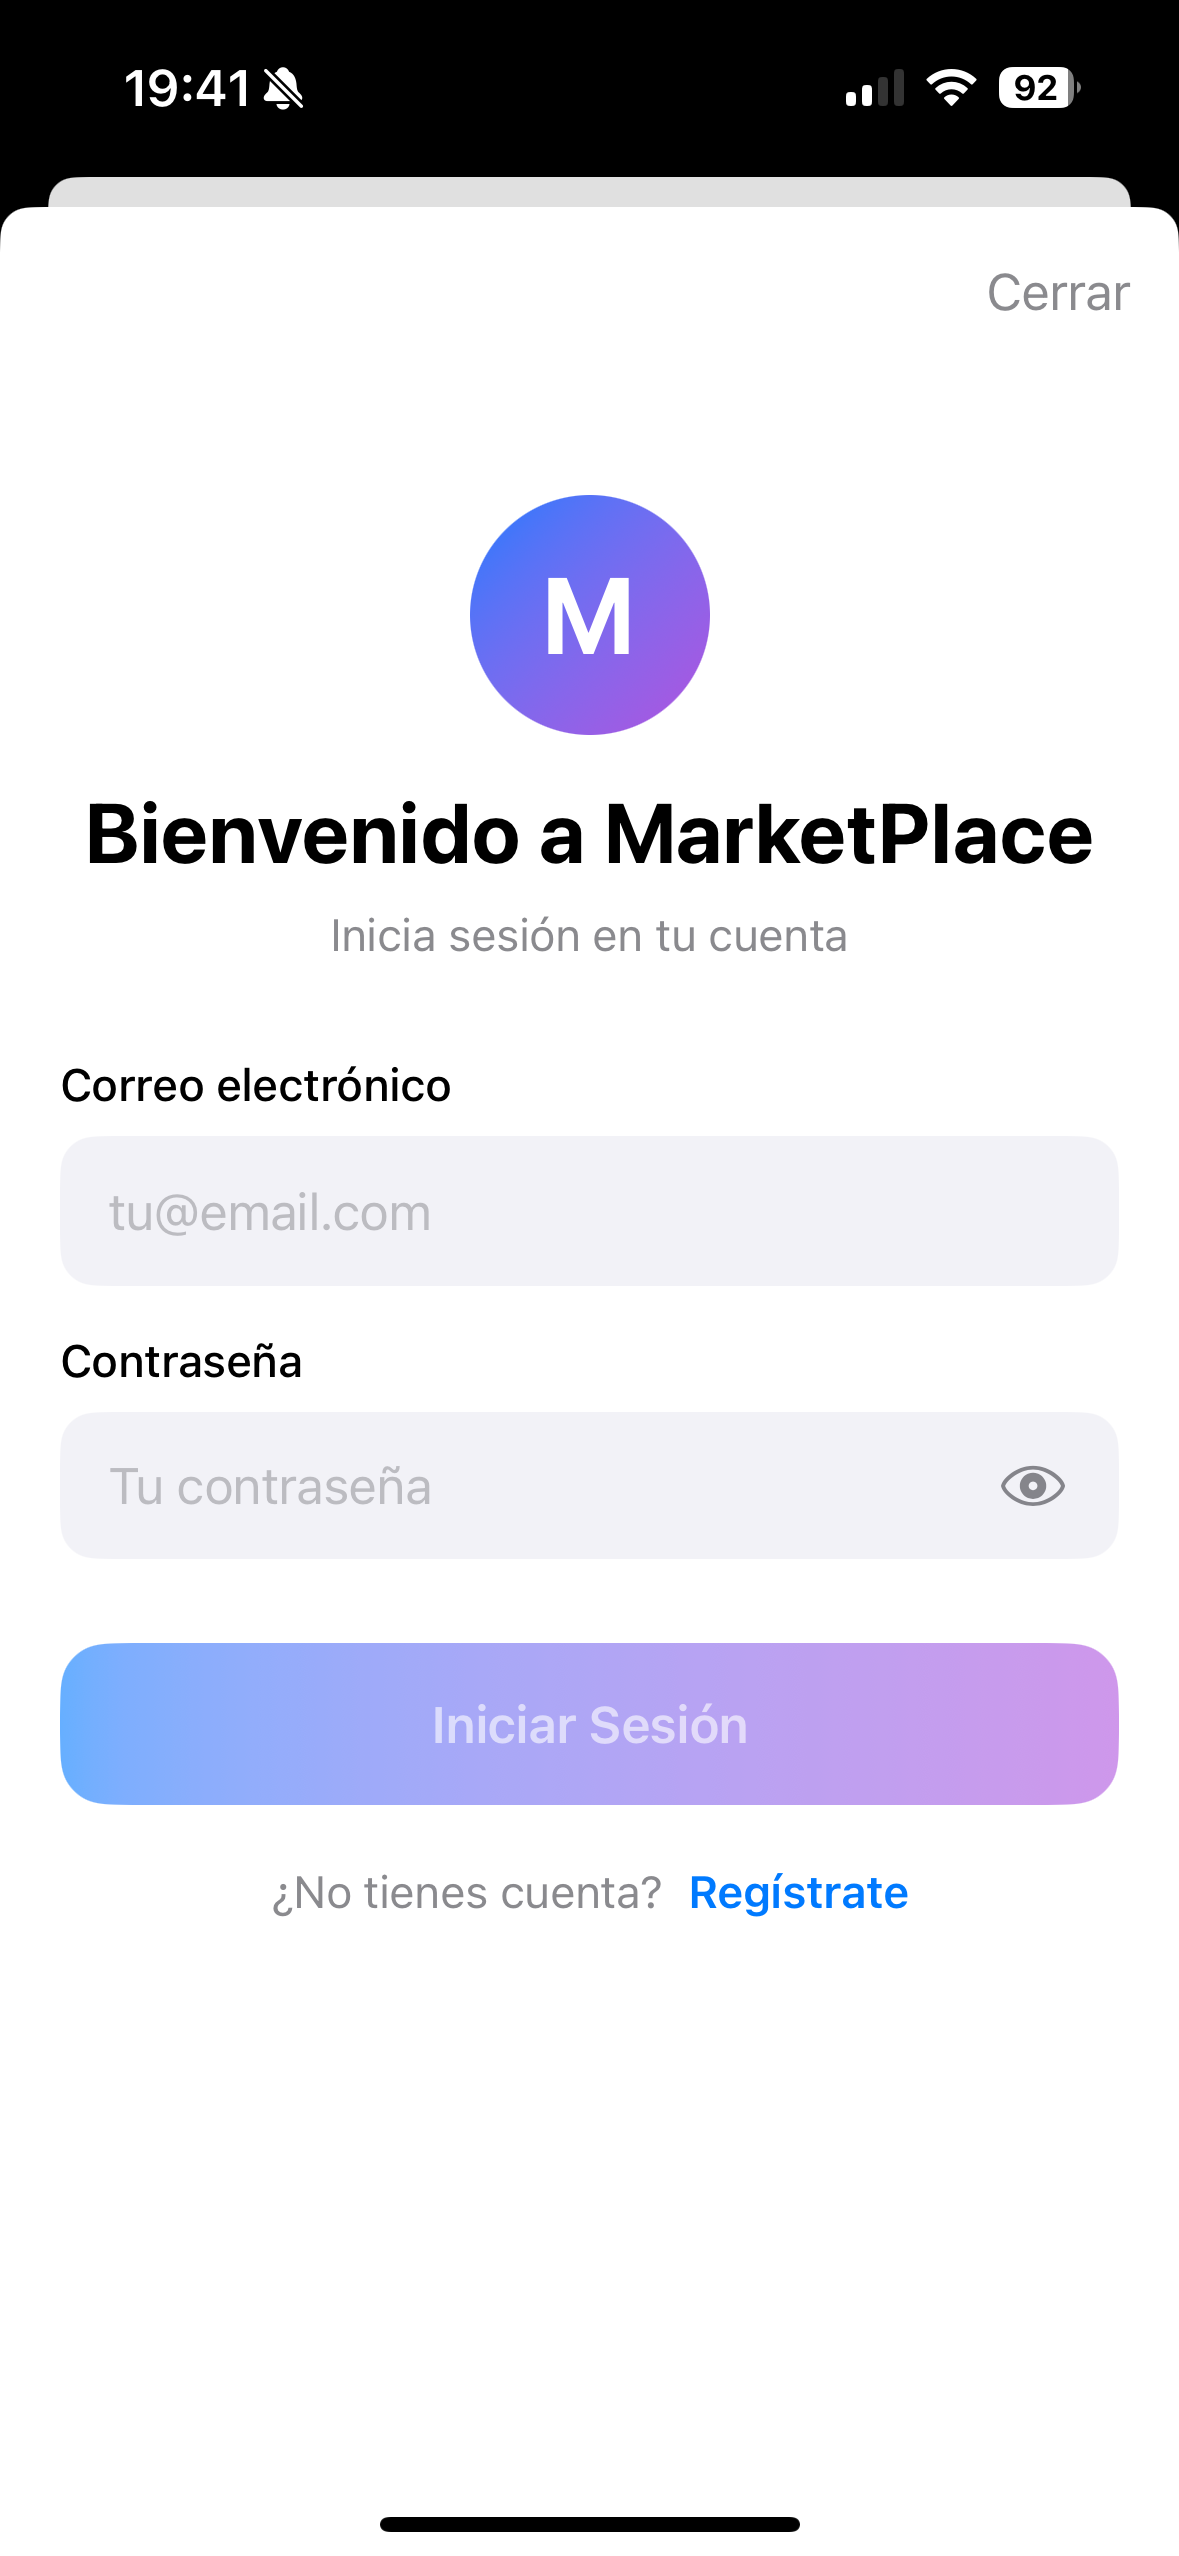 19:41
92
Cerrar
M
Bienvenido a MarketPlace
Inicia sesión en tu cuenta
Correo electrónico
tu@email.com
Contraseña
Tu contraseña
Iniciar Sesión
¿No tienes cuenta? Regístrate